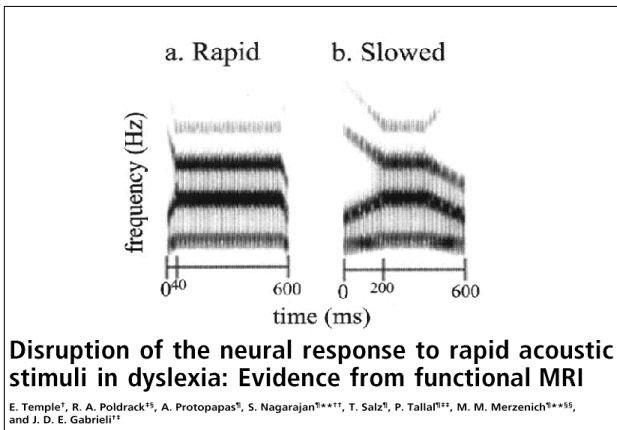 a. Rapid b. Slowed
frequency (Hz)
0 40 600 0 200 600
time (ms)
Disruption of the neural response to rapid acoustic
stimuli in dyslexia: Evidence from functional MRI
E. Temple†, R. A. Poldrack‡§, A. Protopapas¶, S. Nagarajan¶**††, T. Salz¶, P. Tallal¶‡‡, M. M. Merzenich¶**§§,
and J. D. E. Gabrieli†‡